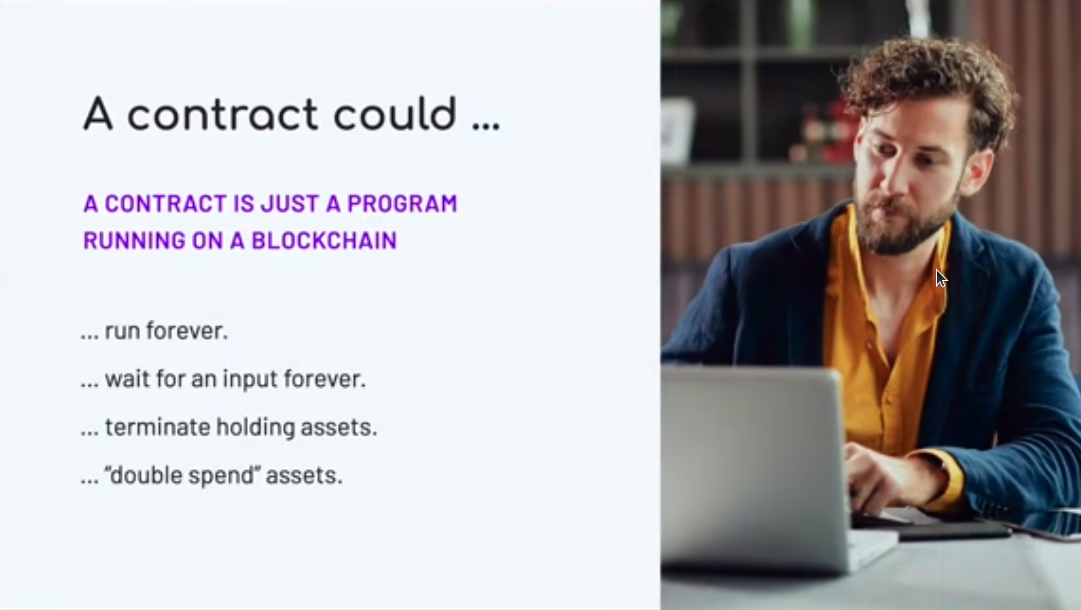 A contract could ...
A CONTRACT IS JUST A PROGRAM
RUNNING ON A BLOCKCHAIN
... run forever.
... wait for an input forever.
... terminate holding assets.
... “double spend” assets.